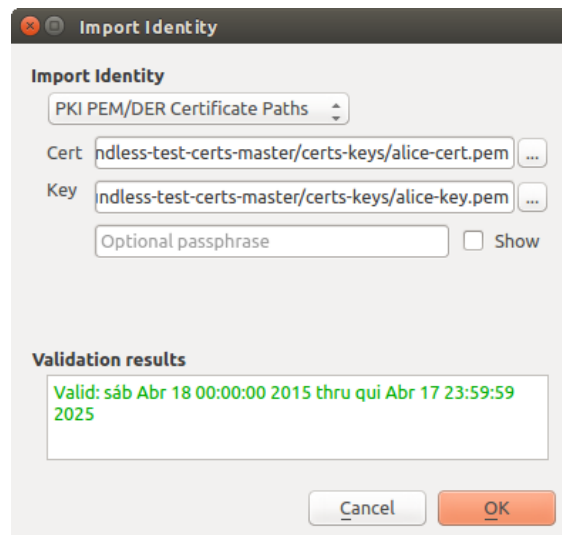 Import Identity
Import Identity
PKI PEM/DER Certificate Paths
Cert ndless-test-certs-master/certs-keys/alice-cert.pem ...
Key indless-test-certs-master/certs-keys/alice-key.pem ...
Optional passphrase Show
Validation results
Valid: sáb Abr 18 00:00:00 2015 thru qui Abr 17 23:59:59
2025
Cancel OK